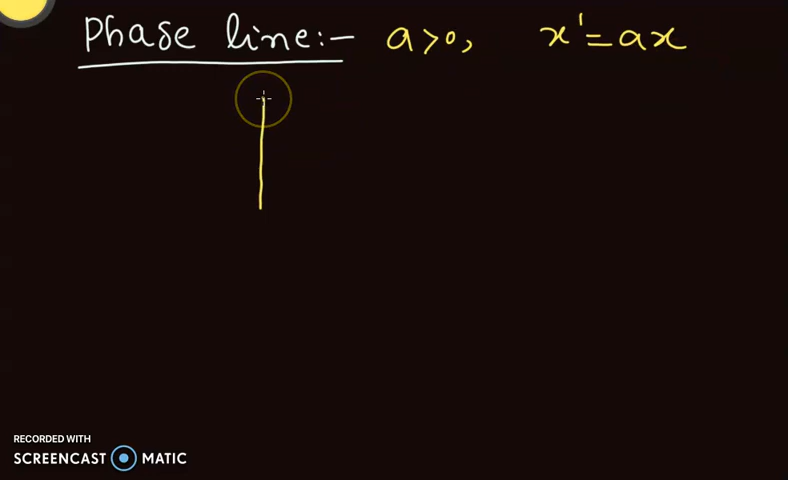 Phase line:- a>0, x'=ax
RECORDED WITH
SCREENCAST MATIC